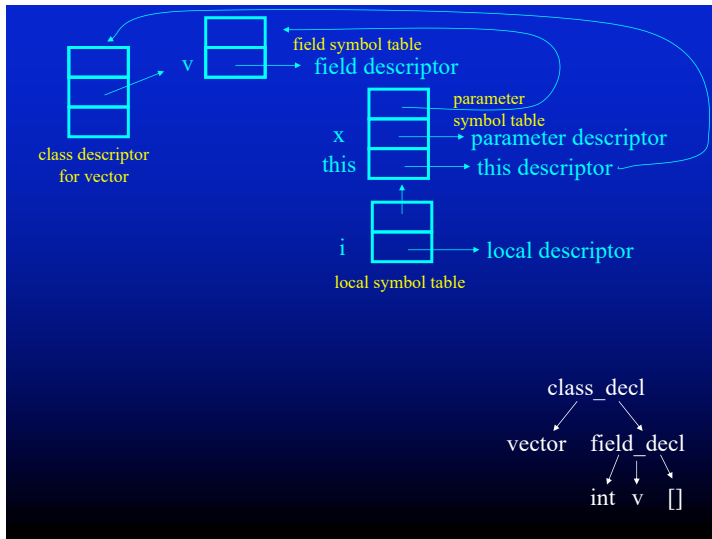 field symbol table
v
field descriptor
class descriptor
for vector
parameter
symbol table
x
parameter descriptor
this
this descriptor
i
local descriptor
local symbol table
class_decl
vector
field_decl
int
v
[]